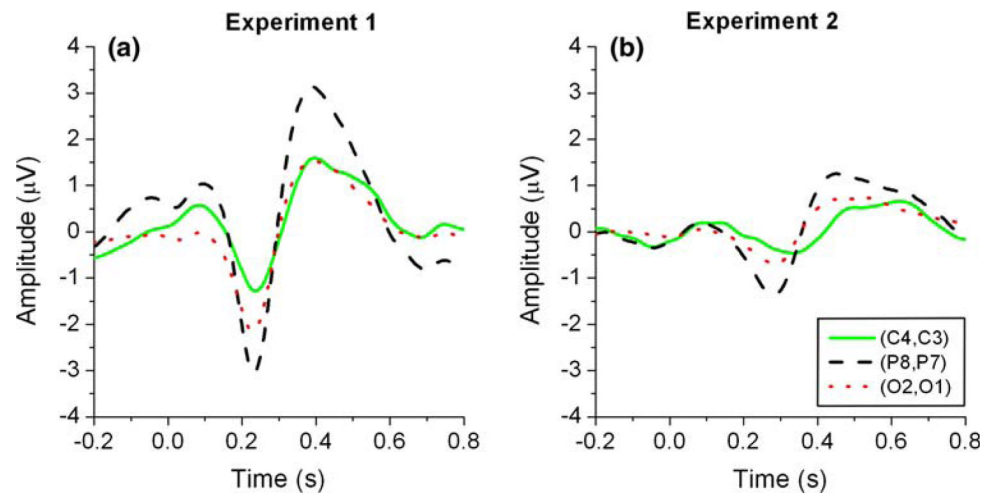 Experiment 1
(a)
Amplitude (μV)
4
3
2
1
0
-1
-2
-3
-4
-0.2 0.0 0.2 0.4 0.6 0.8
Time (s)
Experiment 2
(b)
Amplitude (μV)
4
3
2
1
0
-1
-2
-3
-4
(C4,C3)
(P8,P7)
(O2,O1)
-0.2 0.0 0.2 0.4 0.6 0.8
Time (s)